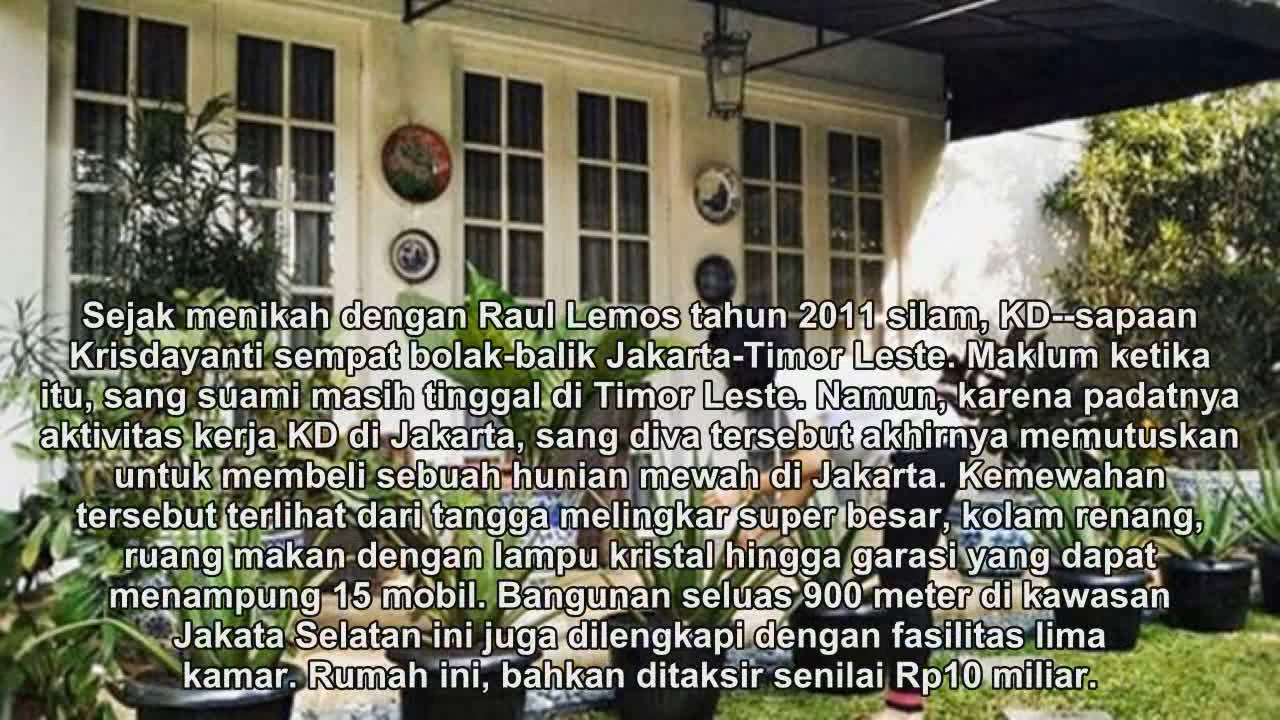 Sejak menikah dengan Raul Lemos tahun 2011 silam, KD--sapaan
Krisdayanti sempat bolak-balik Jakarta-Timor Leste. Maklum ketika
itu, sang suami masih tinggal di Timor Leste. Namun, karena padatnya
aktivitas kerja KD di Jakarta, sang diva tersebut akhirnya memutuskan
untuk membeli sebuah hunian mewah di Jakarta. Kemewahan
tersebut terlihat dari tangga melingkar super besar, kolam renang,
ruang makan dengan lampu kristal hingga garasi yang dapat
menampung 15 mobil. Bangunan seluas 900 meter di kawasan
Jakata Selatan ini juga dilengkapi dengan fasilitas lima
kamar. Rumah ini, bahkan ditaksir senilai Rp10 miliar.